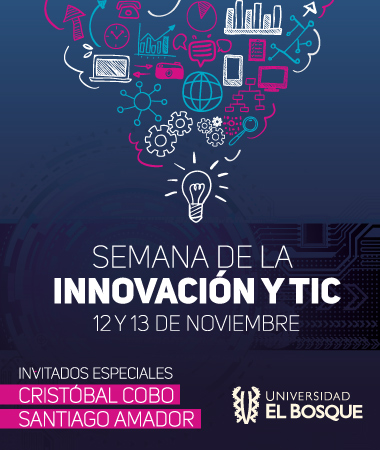 SEMANA DE LA
INNOVACIÓN Y TIC
12 Y 13 DE NOVIEMBRE
INVITADOS ESPECIALES
CRISTÓBAL COBO
SANTIAGO AMADOR
UNIVERSIDAD
EL BOSQUE